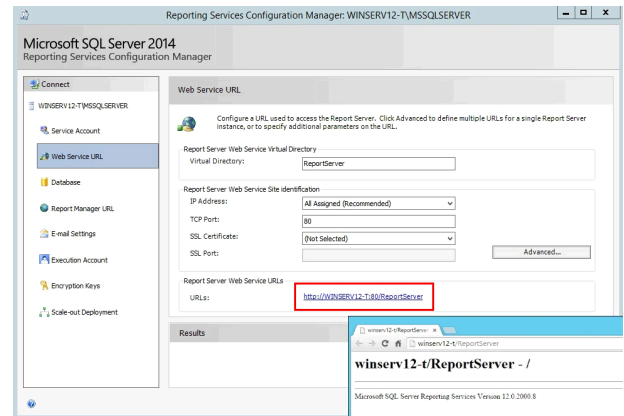 Reporting Services Configuration Manager: WINSERV12-T\MSSQLSERVER
Microsoft SQL Server 2014
Reporting Services Configuration Manager
Connect
WINSERV12-T\MSSQLSERVER
Service Account
Web Service URL
Database
Report Manager URL
E-mail Settings
Execution Account
Encryption Keys
Scale-out Deployment
Web Service URL
Configure a URL used to access the Report Server. Click Advanced to define multiple URLs for a single Report Server
instance, or to specify additional parameters on the URL.
Report Server Web Service Virtual Directory
Virtual Directory: ReportServer
Report Server Web Service Site identification
IP Address: All Assigned (Recommended)
TCP Port: 80
SSL Certificate: (Not Selected)
SSL Port:
Advanced...
Report Server Web Service URLs
URLs: http://WINSERV12-T:80/ReportServer
Results
winserv12-t/ReportServer
winserv12-t/ReportServer
winserv12-t/ReportServer - /
Microsoft SQL Server Reporting Services Version 12.0.2000.8